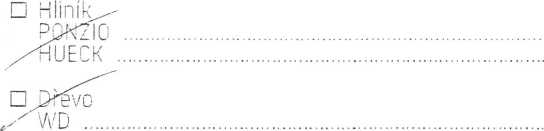 ☐ Hliník
PONZIO ........................................
HUECK ........................................
☐ Dřevo
WD ........................................